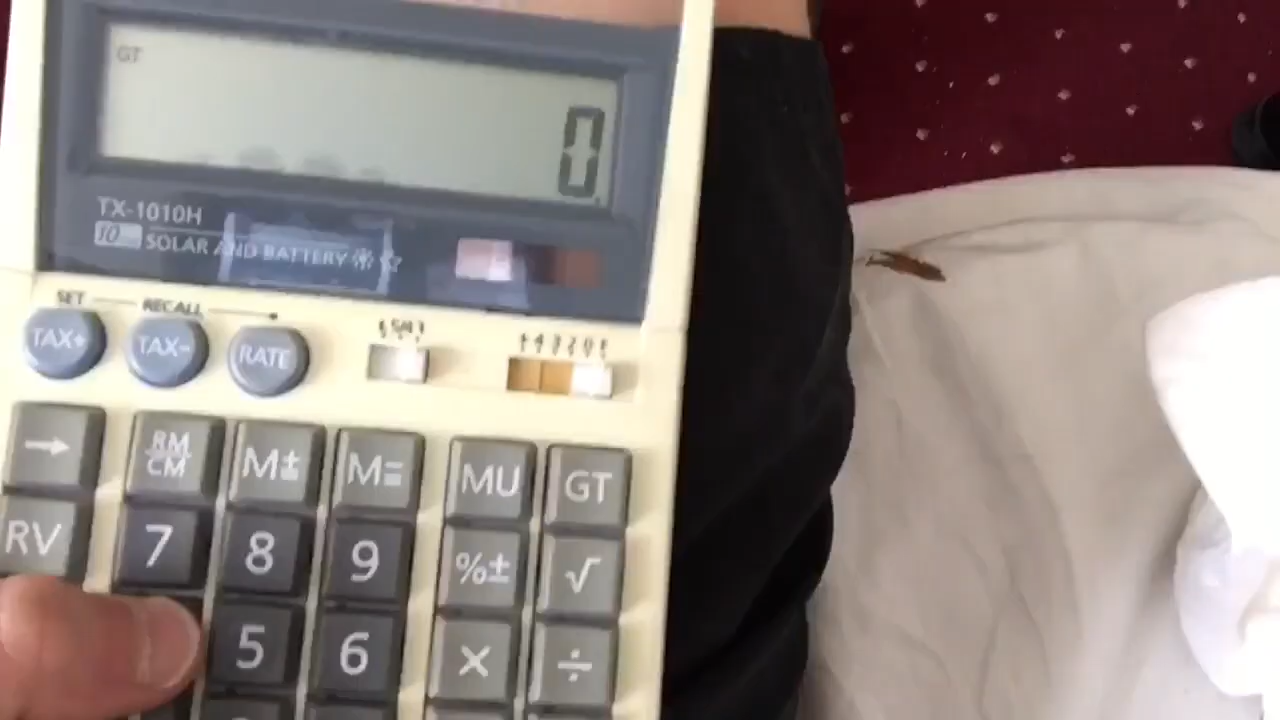 GT
0.
TX-1010H
10 SOLAR AND BATTERY
SET RECALL
TAX+ TAX- RATE
→ RM CM M± M= MU GT
RV 7 8 9 %± √
5 6 × ÷